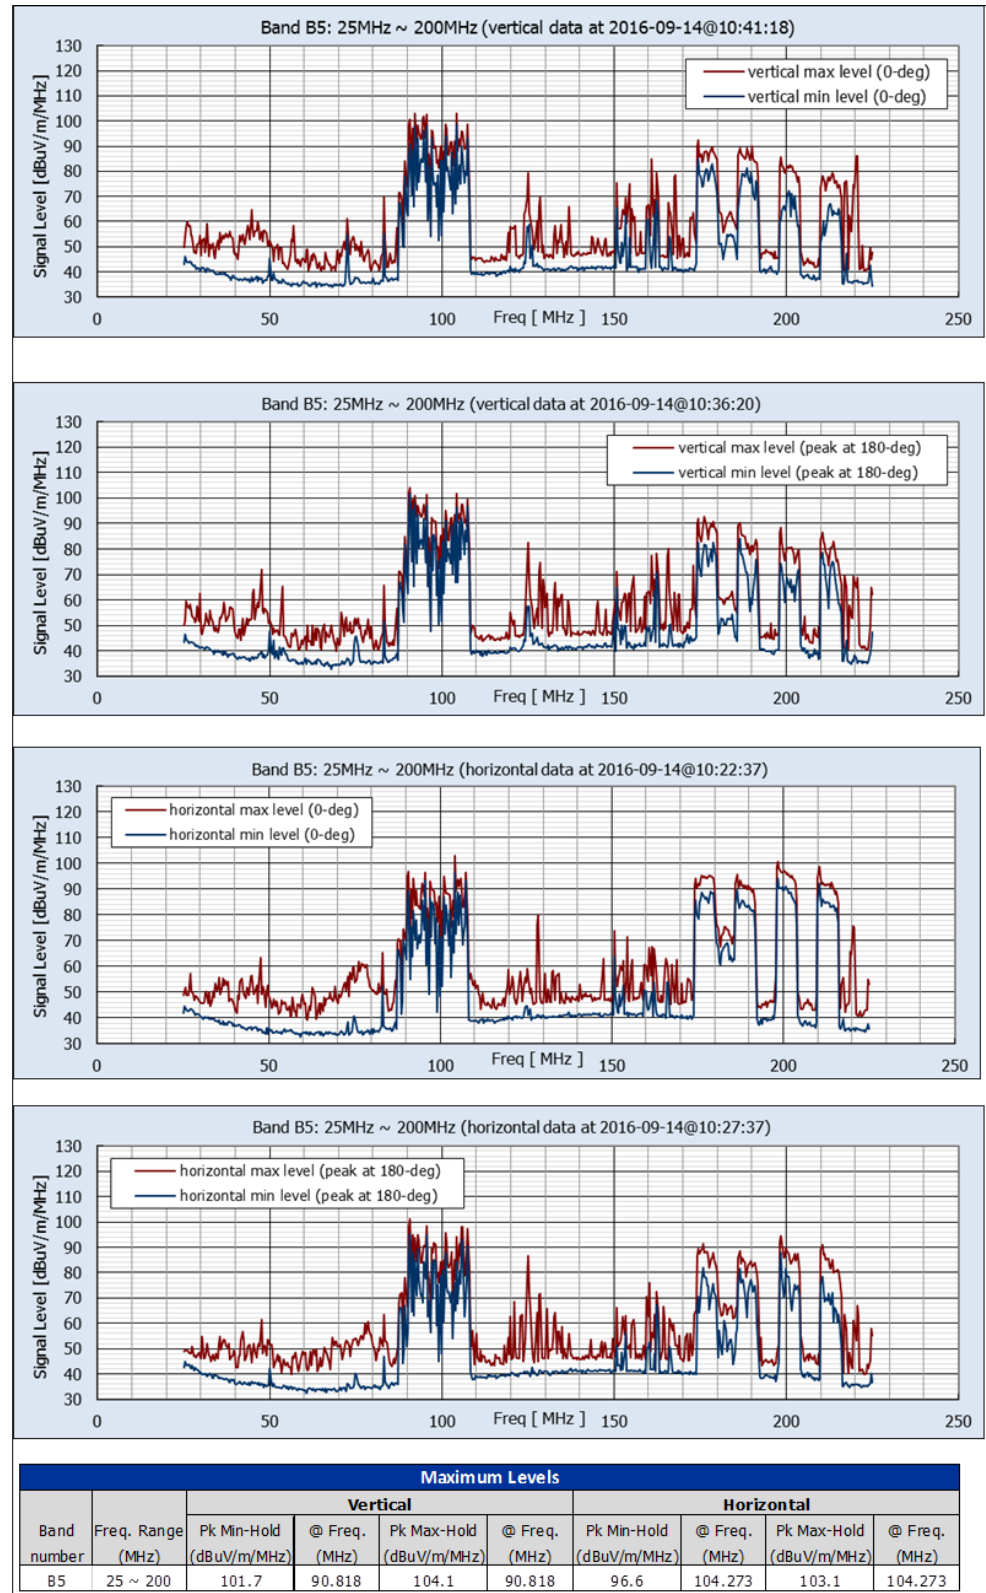 Band B5: 25MHz ~ 200MHz (vertical data at 2016-09-14@10:41:18)
Signal Level [dBuV/m/MHz]
130
120
110
100
90
80
70
60
50
40
30
vertical max level (0-deg)
vertical min level (0-deg)
0 50 100 Freq [ MHz ] 150 200 250
Band B5: 25MHz ~ 200MHz (vertical data at 2016-09-14@10:36:20)
Signal Level [dBuV/m/MHz]
130
120
110
100
90
80
70
60
50
40
30
vertical max level (peak at 180-deg)
vertical min level (peak at 180-deg)
0 50 100 Freq [ MHz ] 150 200 250
Band B5: 25MHz ~ 200MHz (horizontal data at 2016-09-14@10:22:37)
Signal Level [dBuV/m/MHz]
130
120
110
100
90
80
70
60
50
40
30
horizontal max level (0-deg)
horizontal min level (0-deg)
0 50 100 Freq [ MHz ] 150 200 250
Band B5: 25MHz ~ 200MHz (horizontal data at 2016-09-14@10:27:37)
Signal Level [dBuV/m/MHz]
130
120
110
100
90
80
70
60
50
40
30
horizontal max level (peak at 180-deg)
horizontal min level (peak at 180-deg)
0 50 100 Freq [ MHz ] 150 200 250
Maximum Levels
Vertical Horizontal
Band Freq. Range Pk Min-Hold @ Freq. Pk Max-Hold @ Freq. Pk Min-Hold @ Freq. Pk Max-Hold @ Freq.
number (MHz) (dBuV/m/MHz) (MHz) (dBuV/m/MHz) (MHz) (dBuV/m/MHz) (MHz) (dBuV/m/MHz) (MHz)
B5 25 ~ 200 101.7 90.818 104.1 90.818 96.6 104.273 103.1 104.273